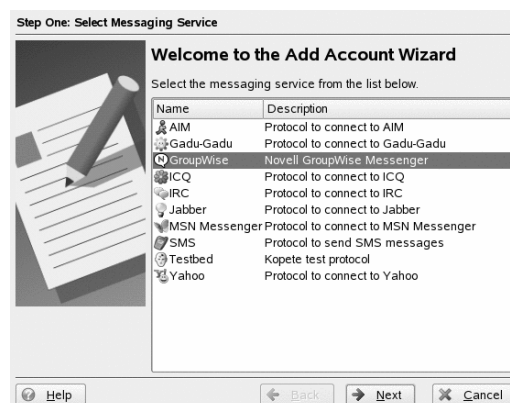 Step One: Select Messaging Service
Welcome to the Add Account Wizard
Select the messaging service from the list below.
Name Description
AIM Protocol to connect to AIM
Gadu-Gadu Protocol to connect to Gadu-Gadu
GroupWise Novell GroupWise Messenger
ICQ Protocol to connect to ICQ
IRC Protocol to connect to IRC
Jabber Protocol to connect to Jabber
MSN Messenger Protocol to connect to MSN Messenger
SMS Protocol to send SMS messages
Testbed Kopete test protocol
Yahoo Protocol to connect to Yahoo
Help Back Next Cancel